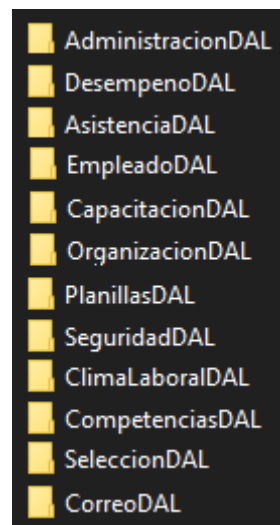 AdministracionDAL
DesempenoDAL
AsistenciaDAL
EmpleadoDAL
CapacitacionDAL
OrganizacionDAL
PlanillasDAL
SeguridadDAL
ClimaLaboralDAL
CompetenciasDAL
SeleccionDAL
CorreoDAL